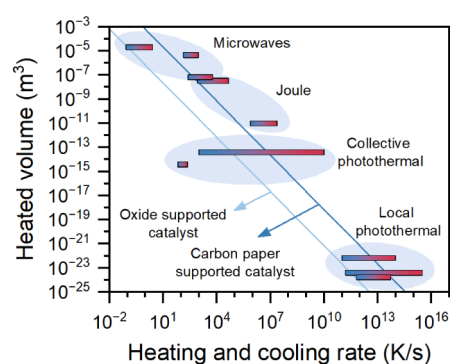 10⁻³
10⁻⁵
10⁻⁷
10⁻⁹
10⁻¹¹
10⁻¹³
10⁻¹⁵
10⁻¹⁷
10⁻¹⁹
10⁻²¹
10⁻²³
10⁻²⁵
Heated volume (m³)
Microwaves
Joule
Collective
photothermal
Oxide supported
catalyst
Carbon paper
supported catalyst
Local
photothermal
10⁻² 10¹ 10⁴ 10⁷ 10¹⁰ 10¹³ 10¹⁶
Heating and cooling rate (K/s)